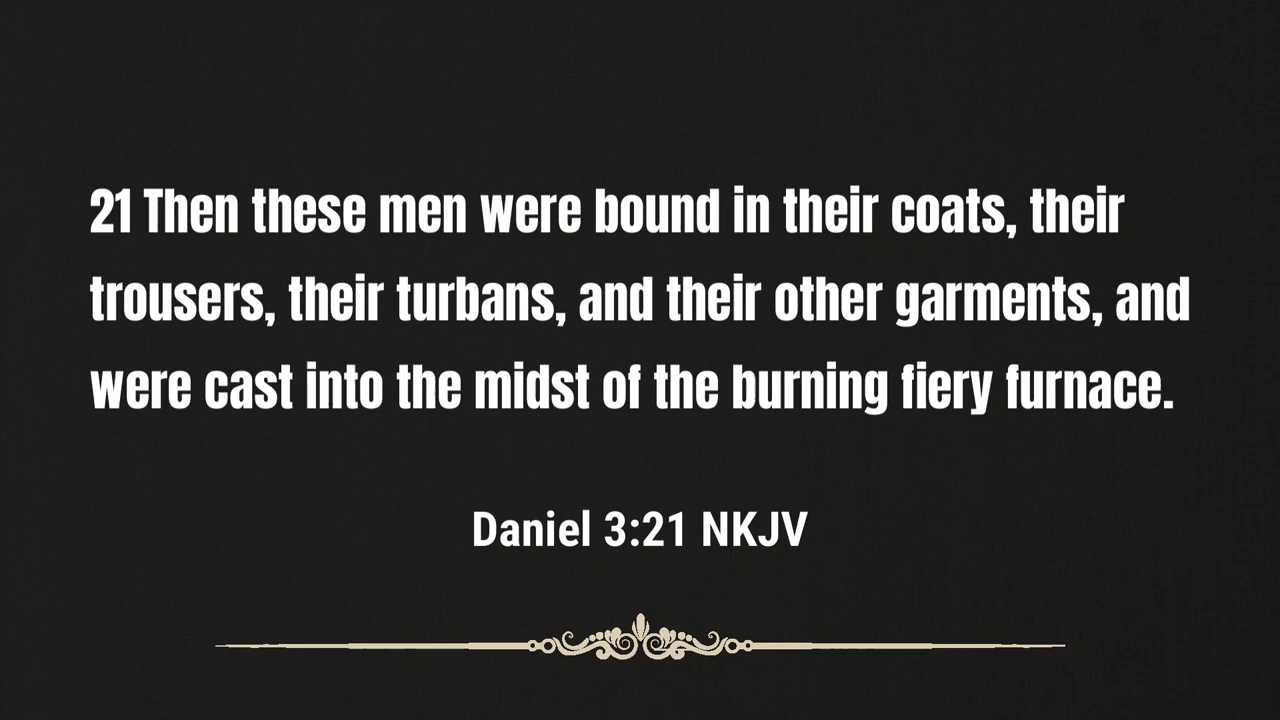 21 Then these men were bound in their coats, their
trousers, their turbans, and their other garments, and
were cast into the midst of the burning fiery furnace.
Daniel 3:21 NKJV